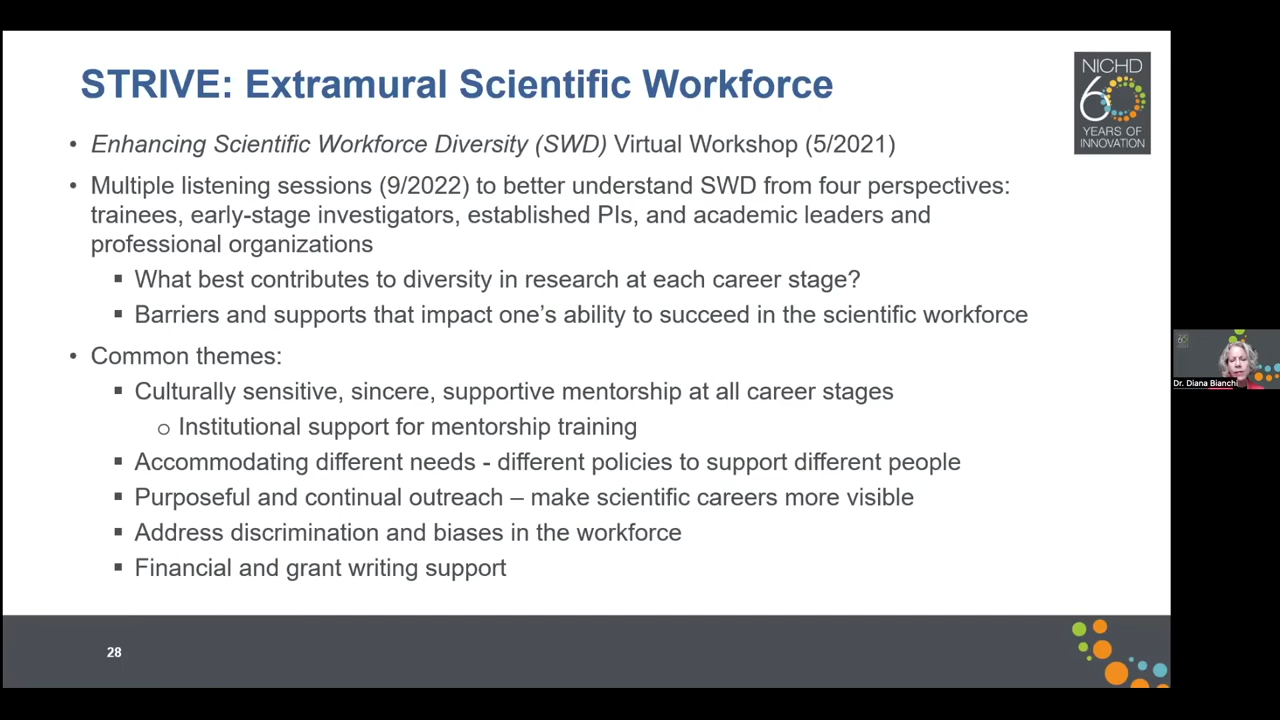 STRIVE: Extramural Scientific Workforce
NICHD
60
YEARS OF
INNOVATION
• Enhancing Scientific Workforce Diversity (SWD) Virtual Workshop (5/2021)
• Multiple listening sessions (9/2022) to better understand SWD from four perspectives:
trainees, early-stage investigators, established PIs, and academic leaders and
professional organizations
▪ What best contributes to diversity in research at each career stage?
▪ Barriers and supports that impact one’s ability to succeed in the scientific workforce
• Common themes:
▪ Culturally sensitive, sincere, supportive mentorship at all career stages
o Institutional support for mentorship training
▪ Accommodating different needs - different policies to support different people
▪ Purposeful and continual outreach – make scientific careers more visible
▪ Address discrimination and biases in the workforce
▪ Financial and grant writing support
60
Dr. Diana Bianchi
28